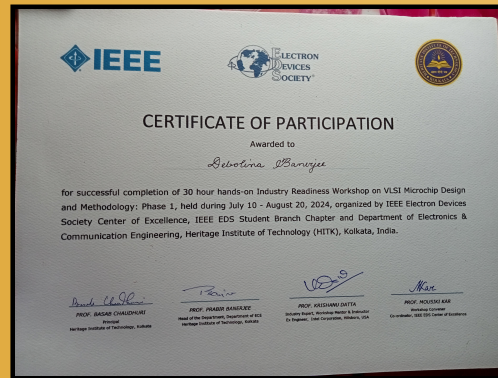 IEEE
ELECTRON
DEVICES
SOCIETY®
CERTIFICATE OF PARTICIPATION
Awarded to
Debolina Banerjee
for successful completion of 30 hour hands-on Industry Readiness Workshop on VLSI Microchip Design
and Methodology: Phase 1, held during July 10 - August 20, 2024, organized by IEEE Electron Devices
Society Center of Excellence, IEEE EDS Student Branch Chapter and Department of Electronics &
Communication Engineering, Heritage Institute of Technology (HITK), Kolkata, India.
PROF. BASAB CHAUDHURI
Principal
Heritage Institute of Technology, Kolkata
PROF. PRABIR BANERJEE
Head of the Department, Department of ECE
Heritage Institute of Technology, Kolkata
PROF. KRISHANU DATTA
Industry Expert, Workshop Mentor & Instructor
Ex Engineer, Intel Corporation, Hillsboro, USA
PROF. MOUSIKI KAR
Workshop Convener
Co-ordinator, IEEE EDS Center of Excellence